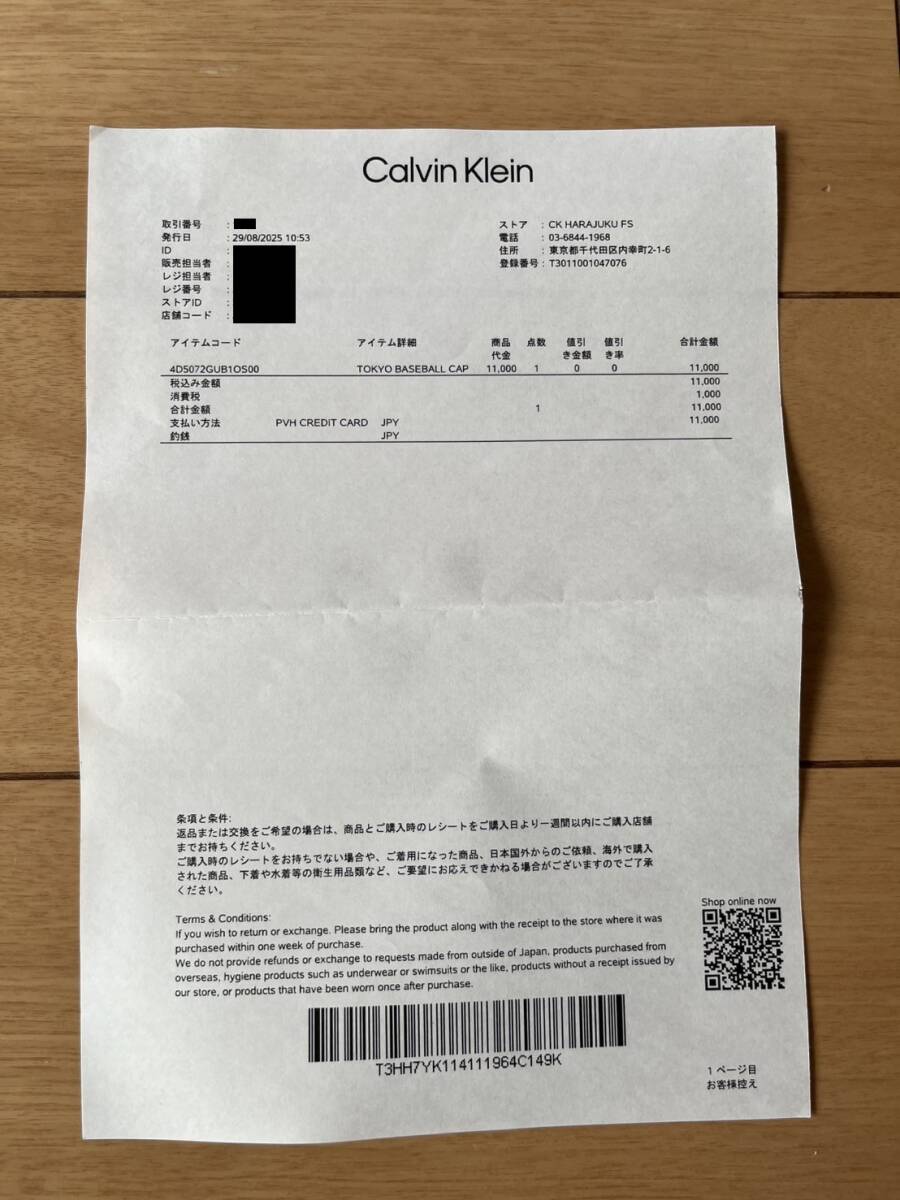 Calvin Klein
取引番号 :
発行日 : 29/08/2025 10:53
ID :
販売担当者 :
レジ担当者 :
レジ番号 :
ストアID :
店舗コード :
ストア : CK HARAJUKU FS
電話 : 03-6844-1968
住所 : 東京都千代田区内幸町2-1-6
登録番号 : T3011001047076
アイテムコード アイテム詳細 商品代金 点数 値引き金額 値引き率 合計金額
4D5072GUB1OS00 TOKYO BASEBALL CAP 11,000 1 0 0 11,000
税込み金額 11,000
消費税 1,000
合計金額 1 11,000
支払い方法 PVH CREDIT CARD JPY 11,000
釣銭 JPY
条項と条件:
返品または交換をご希望の場合は、商品とご購入時のレシートをご購入日より一週間以内にご購入店舗
までお持ちください。
ご購入時のレシートをお持ちでない場合や、ご着用になった商品、日本国外からのご依頼、海外で購入
された商品、下着や水着等の衛生用品類など、ご要望にお応えできかねる場合がございますのでご了承
ください。
Terms & Conditions:
If you wish to return or exchange. Please bring the product along with the receipt to the store where it was
purchased within one week of purchase.
We do not provide refunds or exchange to requests made from outside of Japan, products purchased from
overseas, hygiene products such as underwear or swimsuits or the like, products without a receipt issued by
our store, or products that have been worn once after purchase.
Shop online now
T3HH7YK114111964C149K
1 ページ目
お客様控え